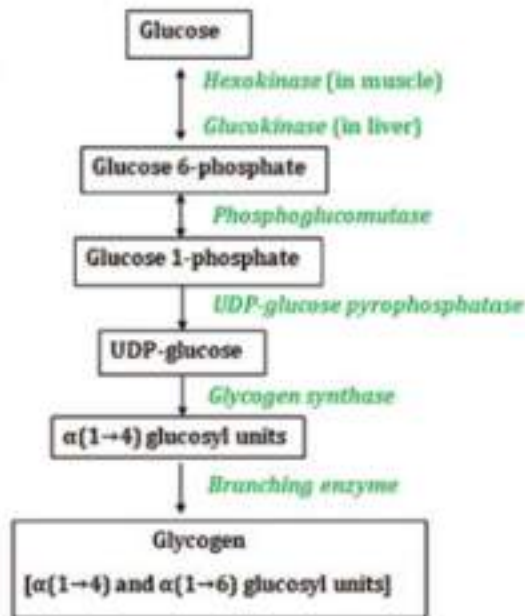 Glucose
Hexokinase (in muscle)
Glucokinase (in liver)
Glucose 6-phosphate
Phosphoglucomutase
Glucose 1-phosphate
UDP-glucose pyrophosphatase
UDP-glucose
Glycogen synthase
α(1→4) glucosyl units
Branching enzyme
Glycogen
[α(1→4) and α(1→6) glucosyl units]